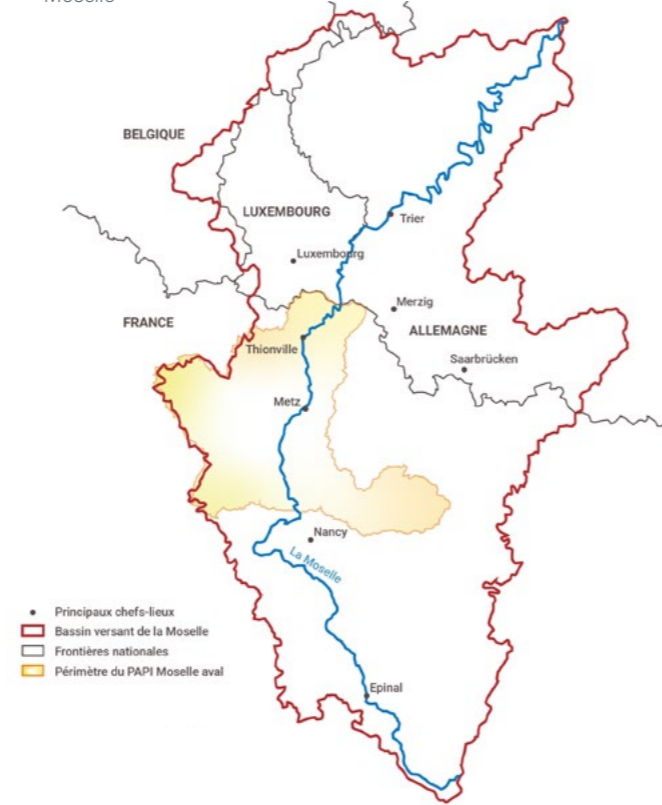 Moselle
BELGIQUE
LUXEMBOURG
Trier
Luxembourg
Merzig
FRANCE
ALLEMAGNE
Thionville
Saarbrücken
Metz
Nancy
La Moselle
Principaux chefs-lieux
Bassin versant de la Moselle
Frontières nationales
Périmètre du PAPI Moselle aval
Epinal